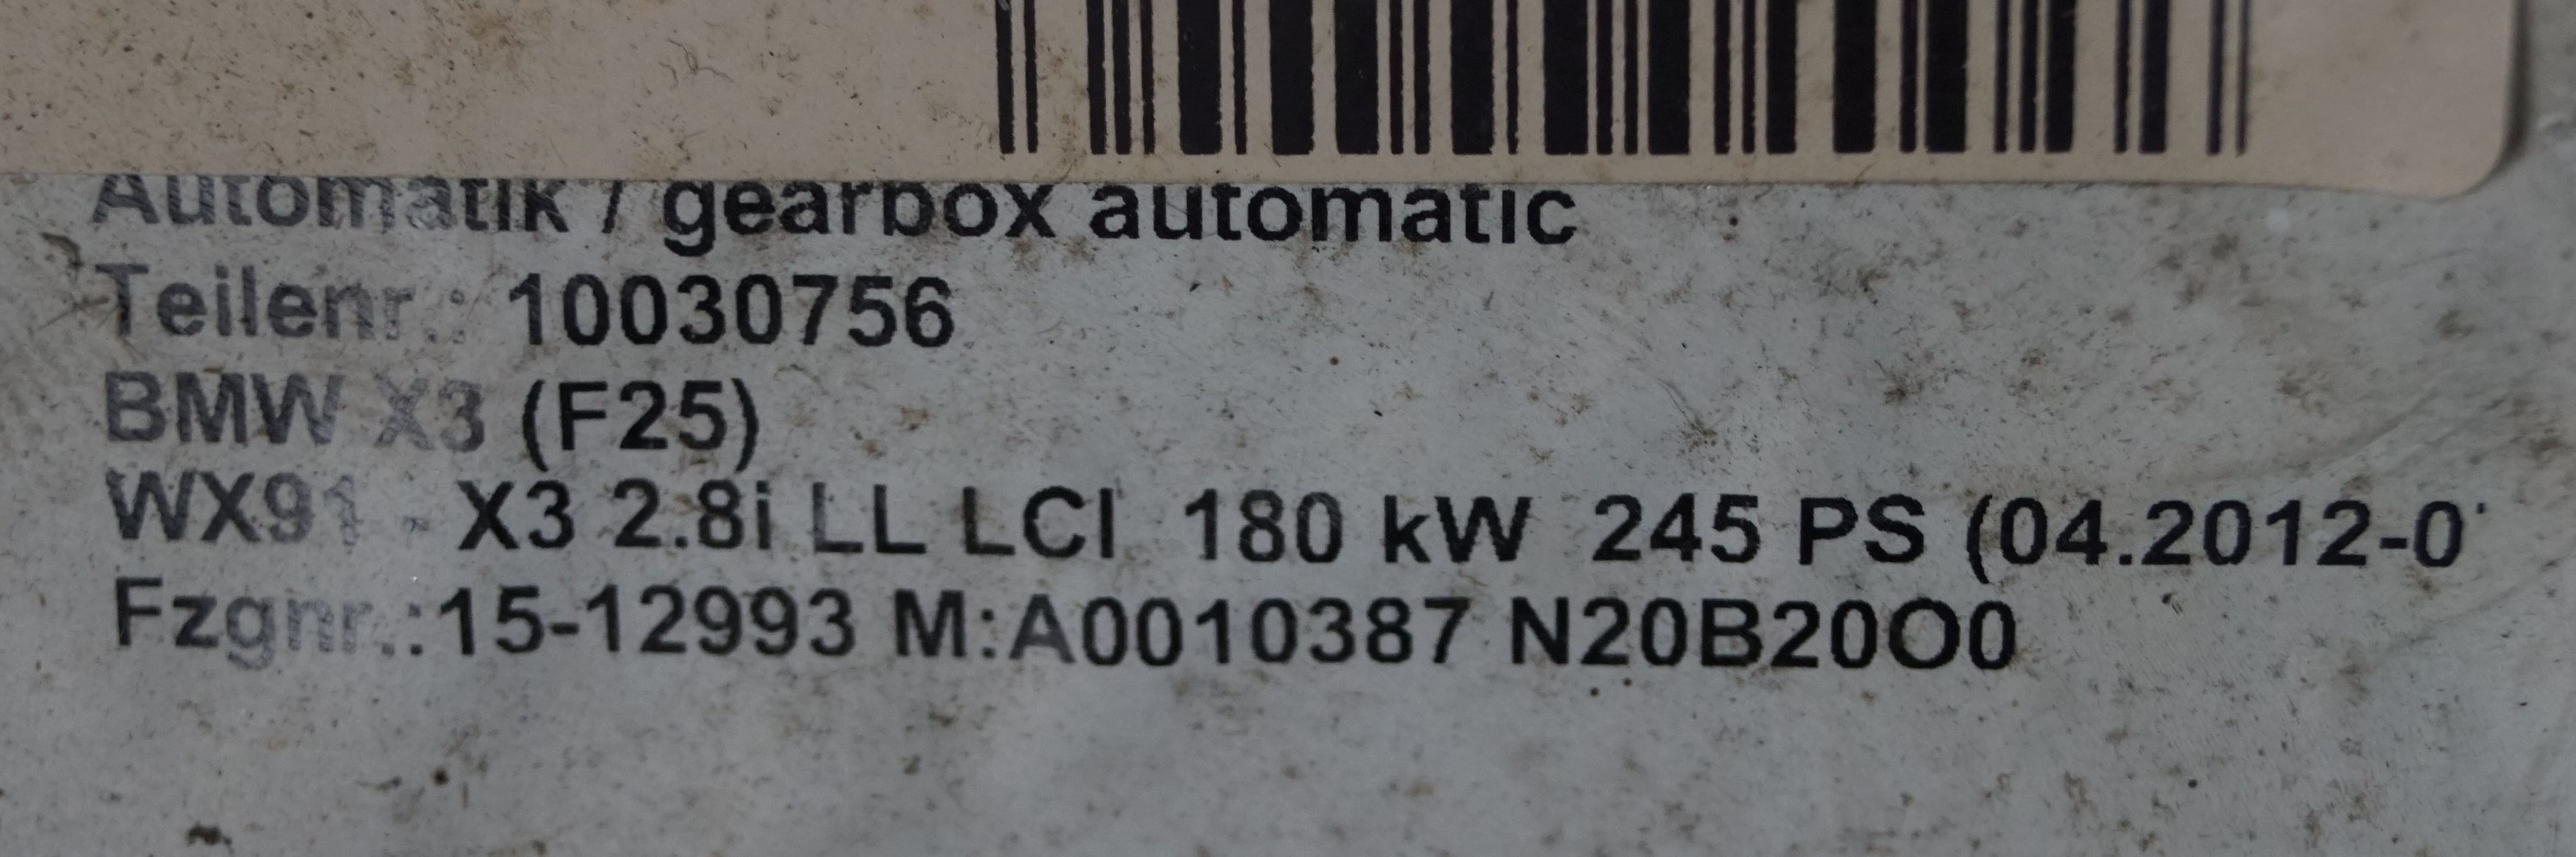 Automatik / gearbox automatic
Teilenr.: 10030756
BMW X3 (F25)
WX91 - X3 2.8i LL LCI 180 kW 245 PS (04.2012-0
Fzgnr.:15-12993 M:A0010387 N20B20O0